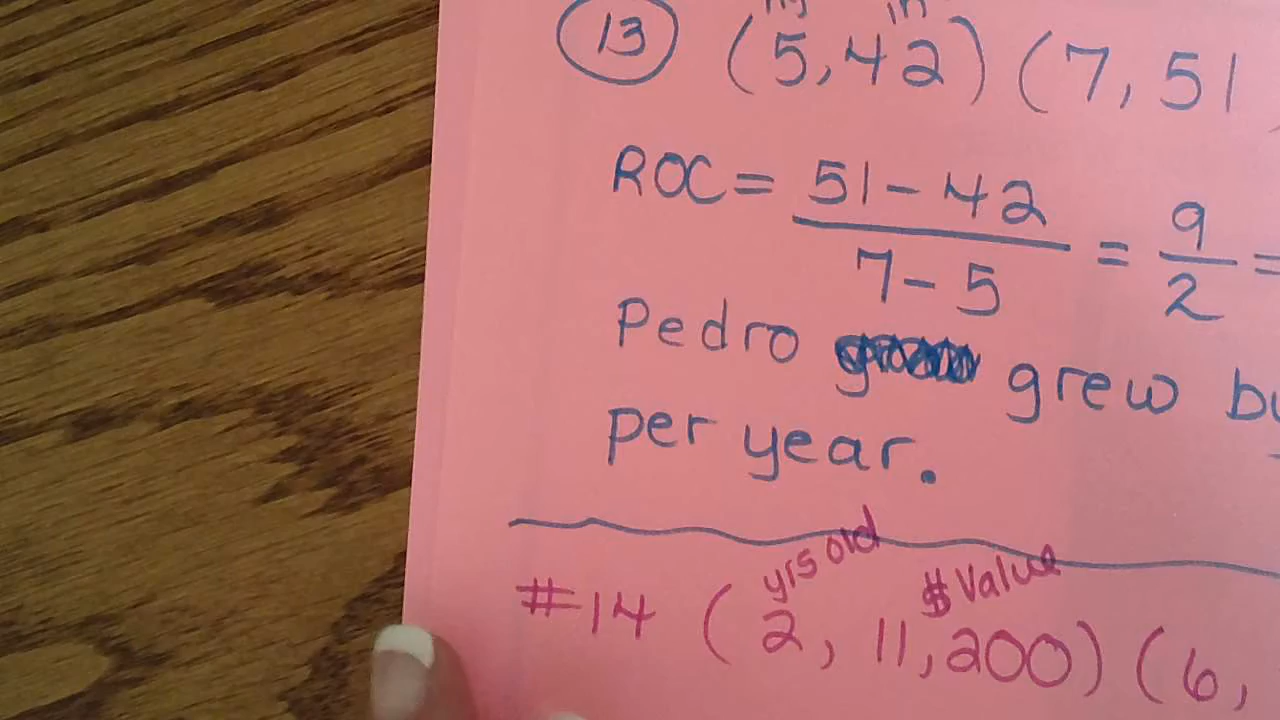 in
13 (5,42) (7, 51
ROC = 51 - 42 / 7 - 5 = 9 / 2 =
Pedro grew
per year.
yrs old $ Value
#14 (2, 11,200) (6,